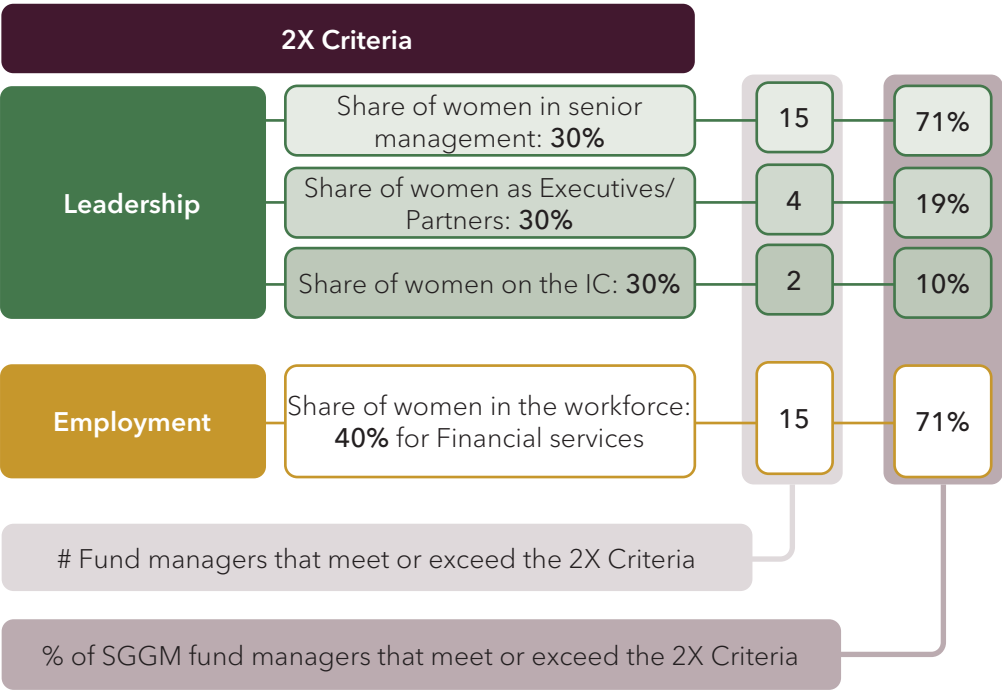 2X Criteria
Leadership
Share of women in senior
management: 30%
15
71%
Share of women as Executives/
Partners: 30%
4
19%
Share of women on the IC: 30%
2
10%
Employment
Share of women in the workforce:
40% for Financial services
15
71%
# Fund managers that meet or exceed the 2X Criteria
% of SGGM fund managers that meet or exceed the 2X Criteria